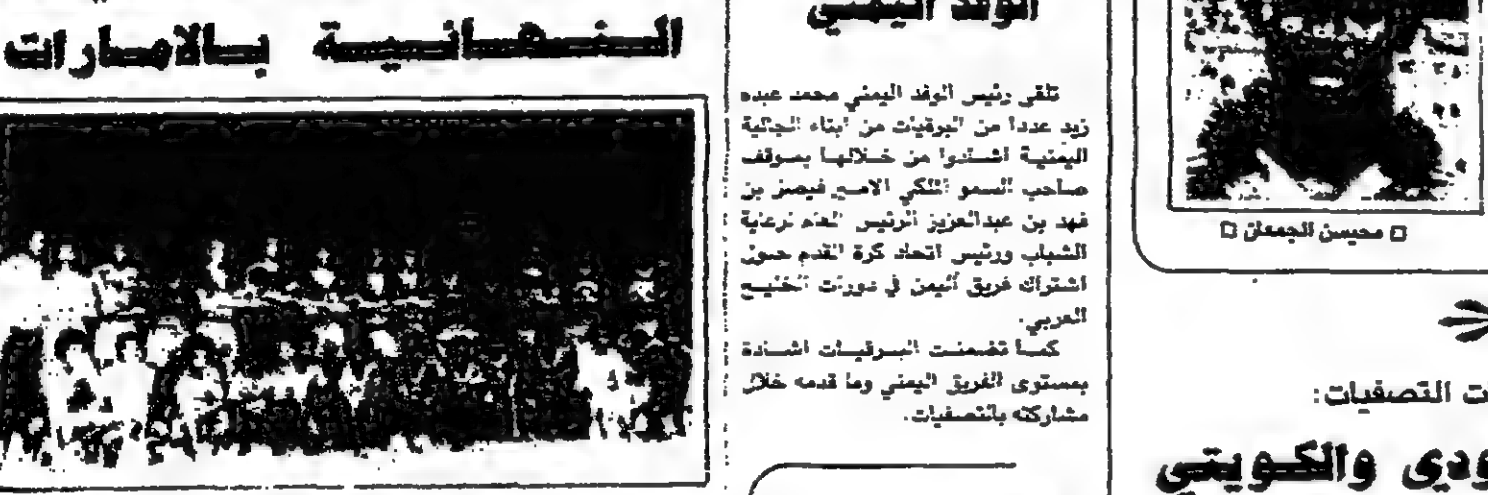 محيسن الجمعان
ت التصفيات:
ودي والكويتي
الوفد اليمني
تلقى رئيس الوفد اليمني محمد عبده
زيد عددا من البرقيات من ابناء الجالية
اليمنية اشادوا من خلالها بموقف
صاحب السمو الملكي الامير فيصل بن
فهد بن عبدالعزيز الرئيس العام لرعاية
الشباب ورئيس اتحاد كرة القدم حول
اشتراك فريق اليمن في دورات الخليج
العربي.
كما تضمنت البرقيات اشادة
بمستوى الفريق اليمني وما قدمه خلال
مشاركته بالتصفيات.
النهائية بالامارات